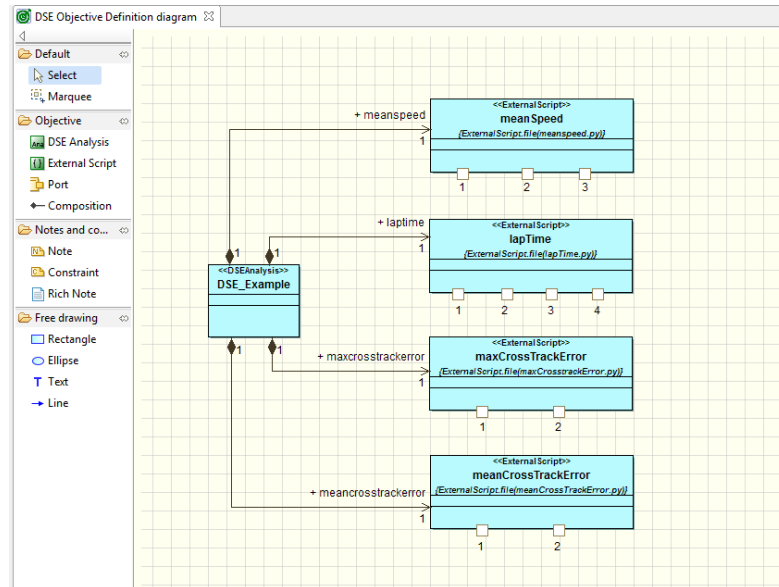 DSE Objective Definition diagram
Default
Select
Marquee
Objective
DSE Analysis
External Script
Port
Composition
Notes and co...
Note
Constraint
Rich Note
Free drawing
Rectangle
Ellipse
T Text
Line
+ meanspeed
1
<<ExternalScript>>
meanSpeed
{ExternalScript.file(meanspeed.py)}
1 2 3
+ laptime
1
<<ExternalScript>>
lapTime
{ExternalScript.file(lapTime.py)}
1 2 3 4
1 1
<<DSEAnalysis>>
DSE_Example
1 1
+ maxcrosstrackerror
1
<<ExternalScript>>
maxCrossTrackError
{ExternalScript.file(maxCrosstrackError.py)}
1 2
+ meancrosstrackerror
1
<<ExternalScript>>
meanCrossTrackError
{ExternalScript.file(meanCrossTrackError.py)}
1 2